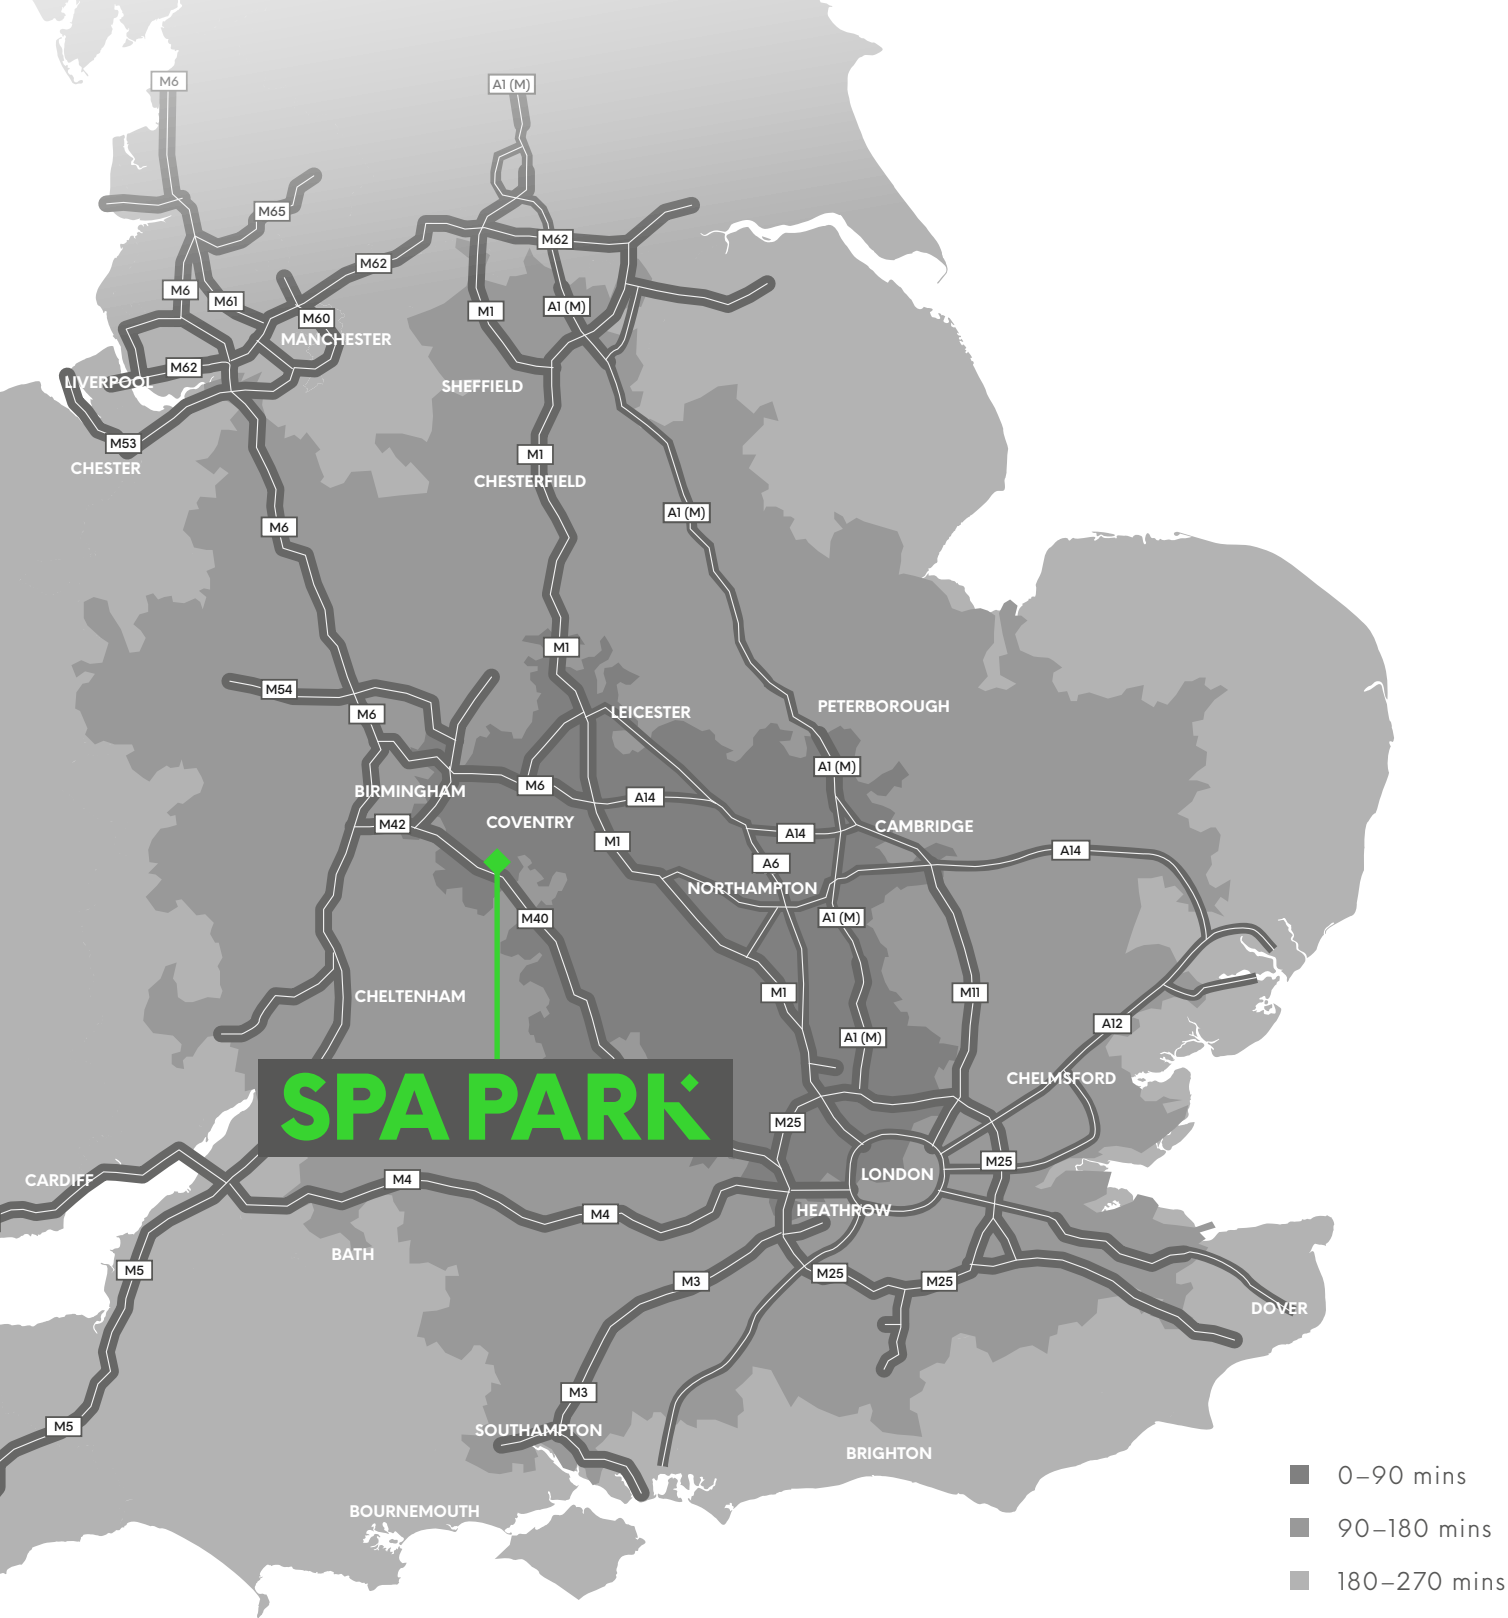 M6
A1 (M)
M65
M62
M62
M6
M61
M1
A1 (M)
M60
MANCHESTER
M62
LIVERPOOL
SHEFFIELD
M53
CHESTER
M1
CHESTERFIELD
A1 (M)
M6
M1
M54
M6
LEICESTER
PETERBOROUGH
A1 (M)
M6
BIRMINGHAM
A14
M42
COVENTRY
A14
CAMBRIDGE
M1
A14
A6
NORTHAMPTON
M40
A1 (M)
CHELTENHAM
M1
M11
A12
A1 (M)
CHELMSFORD
SPA PARK
M25
M25
CARDIFF
M4
LONDON
M4
HEATHROW
BATH
M5
M3
M25
M25
DOVER
M3
M5
SOUTHAMPTON
BRIGHTON
BOURNEMOUTH
0–90 mins
90–180 mins
180–270 mins